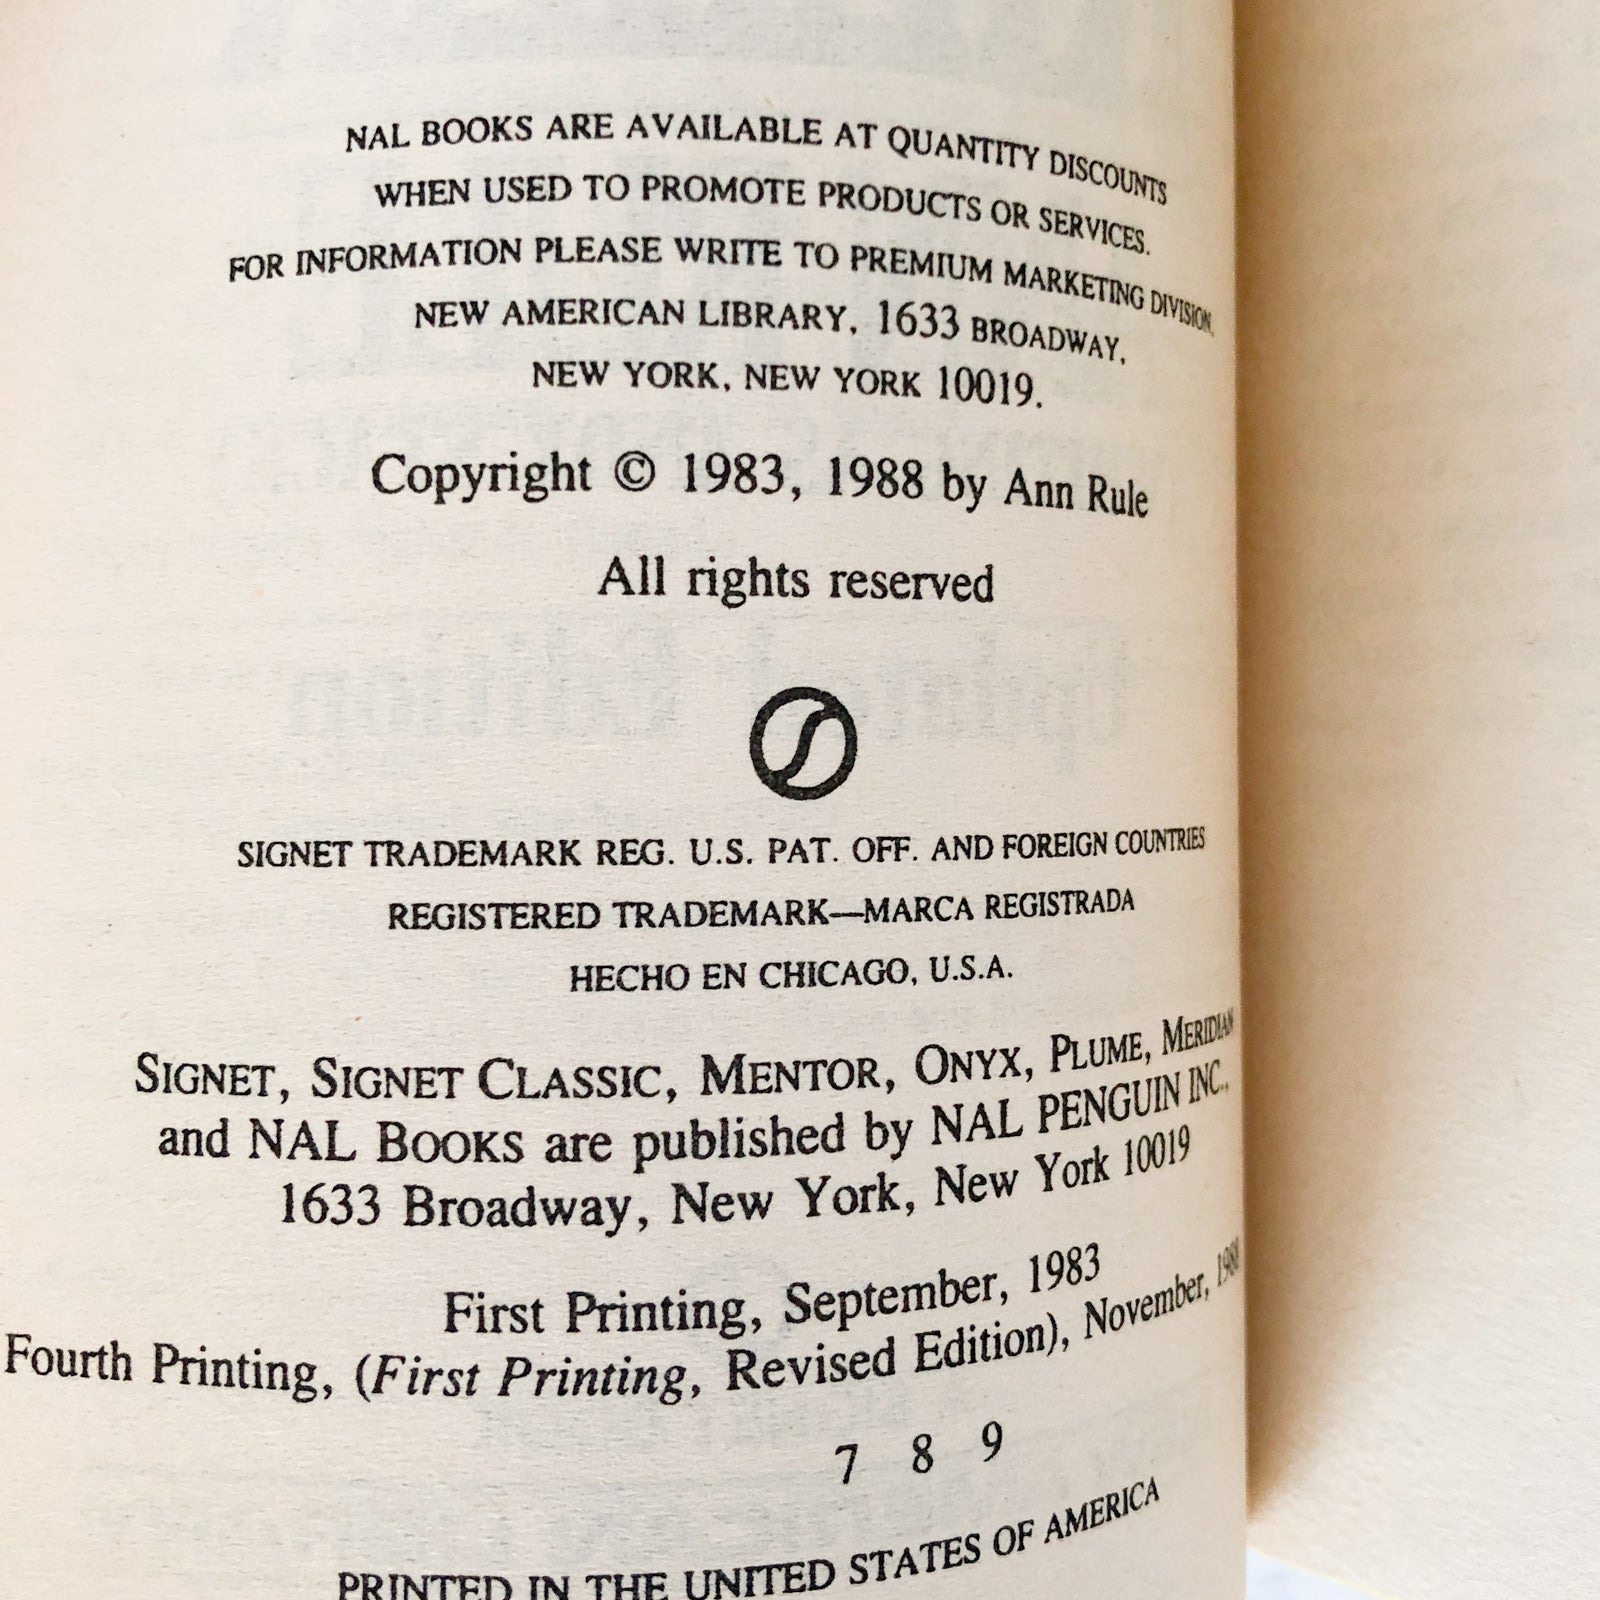 NAL BOOKS ARE AVAILABLE AT QUANTITY DISCOUNTS
WHEN USED TO PROMOTE PRODUCTS OR SERVICES.
FOR INFORMATION PLEASE WRITE TO PREMIUM MARKETING DIVISION,
NEW AMERICAN LIBRARY, 1633 BROADWAY,
NEW YORK, NEW YORK 10019.
Copyright © 1983, 1988 by Ann Rule
All rights reserved
SIGNET TRADEMARK REG. U.S. PAT. OFF. AND FOREIGN COUNTRIES
REGISTERED TRADEMARK—MARCA REGISTRADA
HECHO EN CHICAGO, U.S.A.
SIGNET, SIGNET CLASSIC, MENTOR, ONYX, PLUME, MERIDIAN
and NAL BOOKS are published by NAL PENGUIN INC.,
1633 Broadway, New York, New York 10019
First Printing, September, 1983
Fourth Printing, (First Printing, Revised Edition), November,
7 8 9
PRINTED IN THE UNITED STATES OF AMERICA